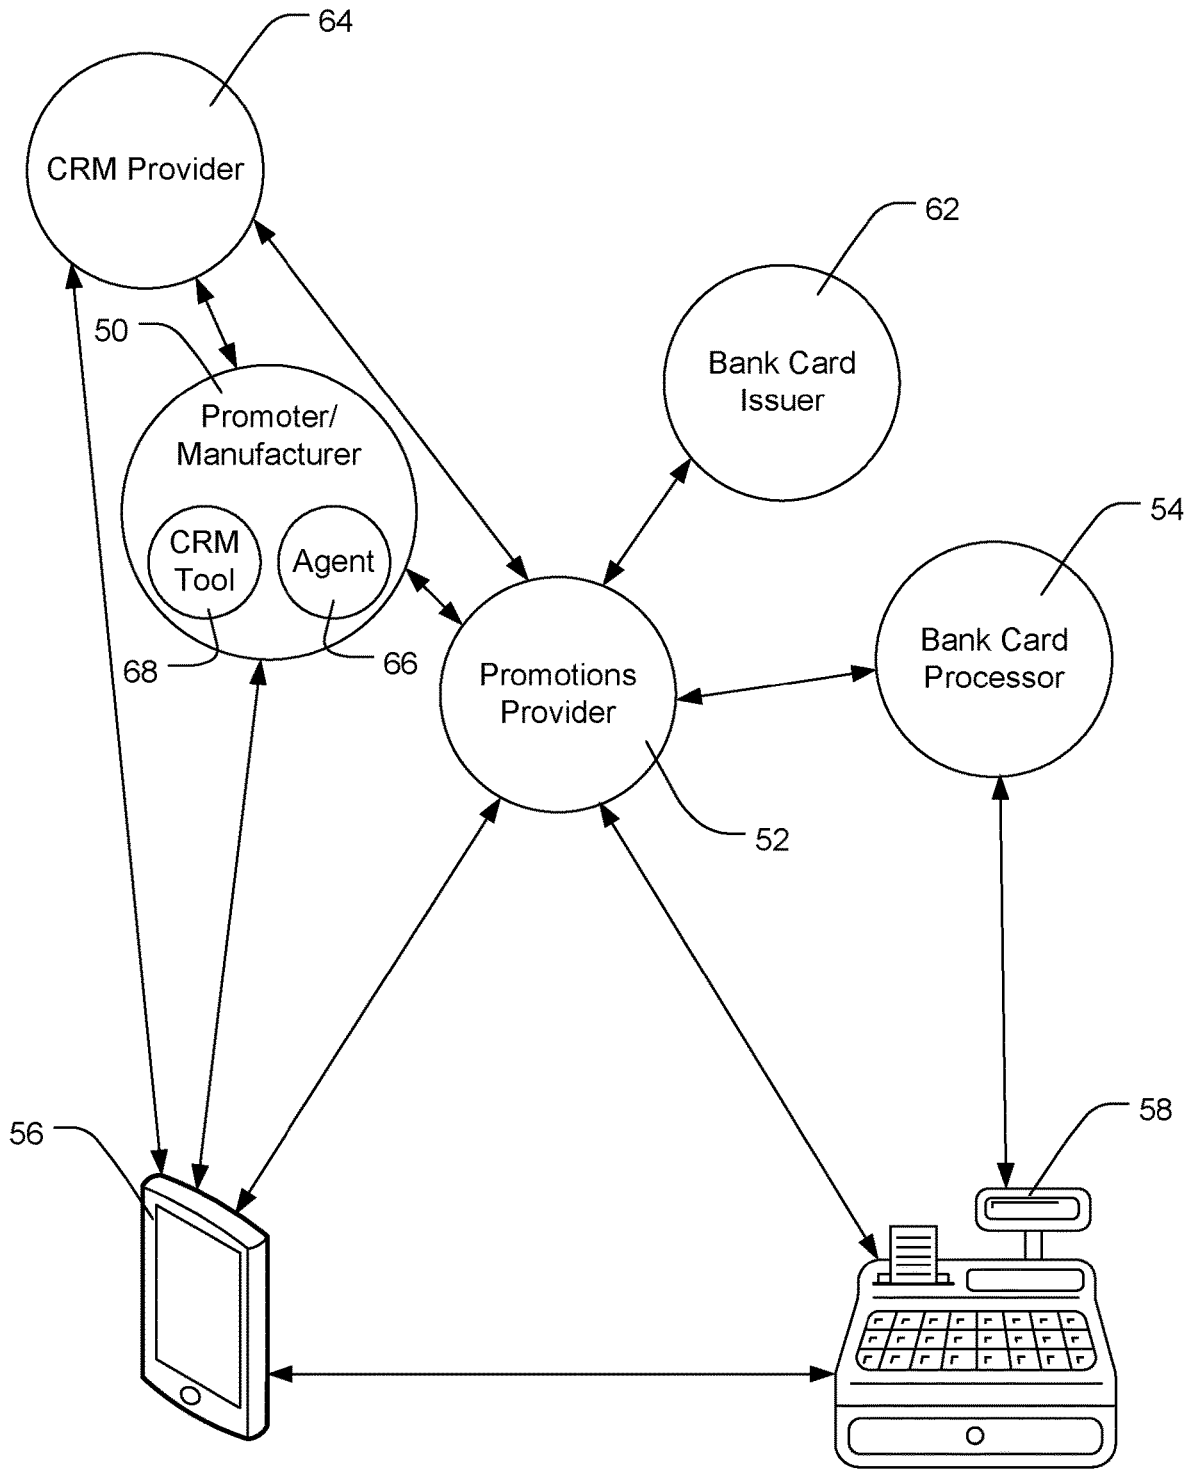 64
CRM Provider
62
50
Bank Card
Issuer
Promoter/
Manufacturer
54
CRM
Tool
Agent
Bank Card
Processor
68
66
Promotions
Provider
52
56
58